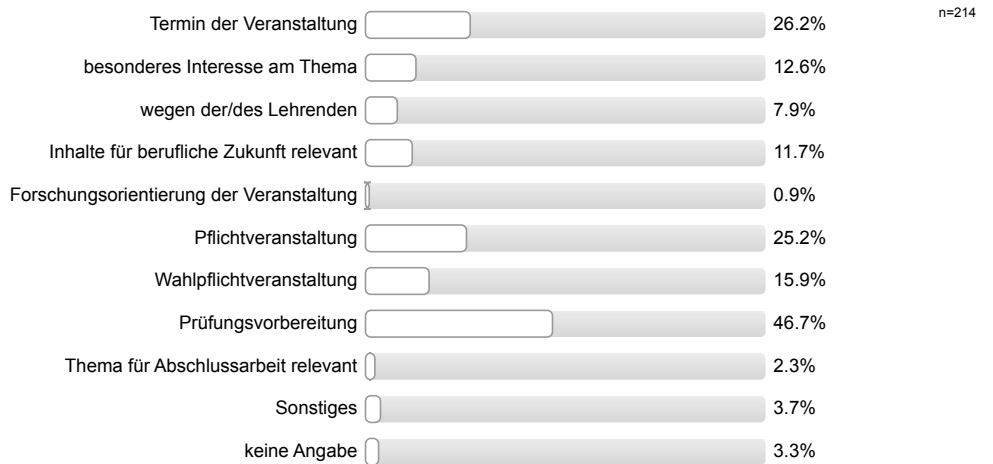 n=214
Termin der Veranstaltung 26.2%
besonderes Interesse am Thema 12.6%
wegen der/des Lehrenden 7.9%
Inhalte für berufliche Zukunft relevant 11.7%
Forschungsorientierung der Veranstaltung 0.9%
Pflichtveranstaltung 25.2%
Wahlpflichtveranstaltung 15.9%
Prüfungsvorbereitung 46.7%
Thema für Abschlussarbeit relevant 2.3%
Sonstiges 3.7%
keine Angabe 3.3%